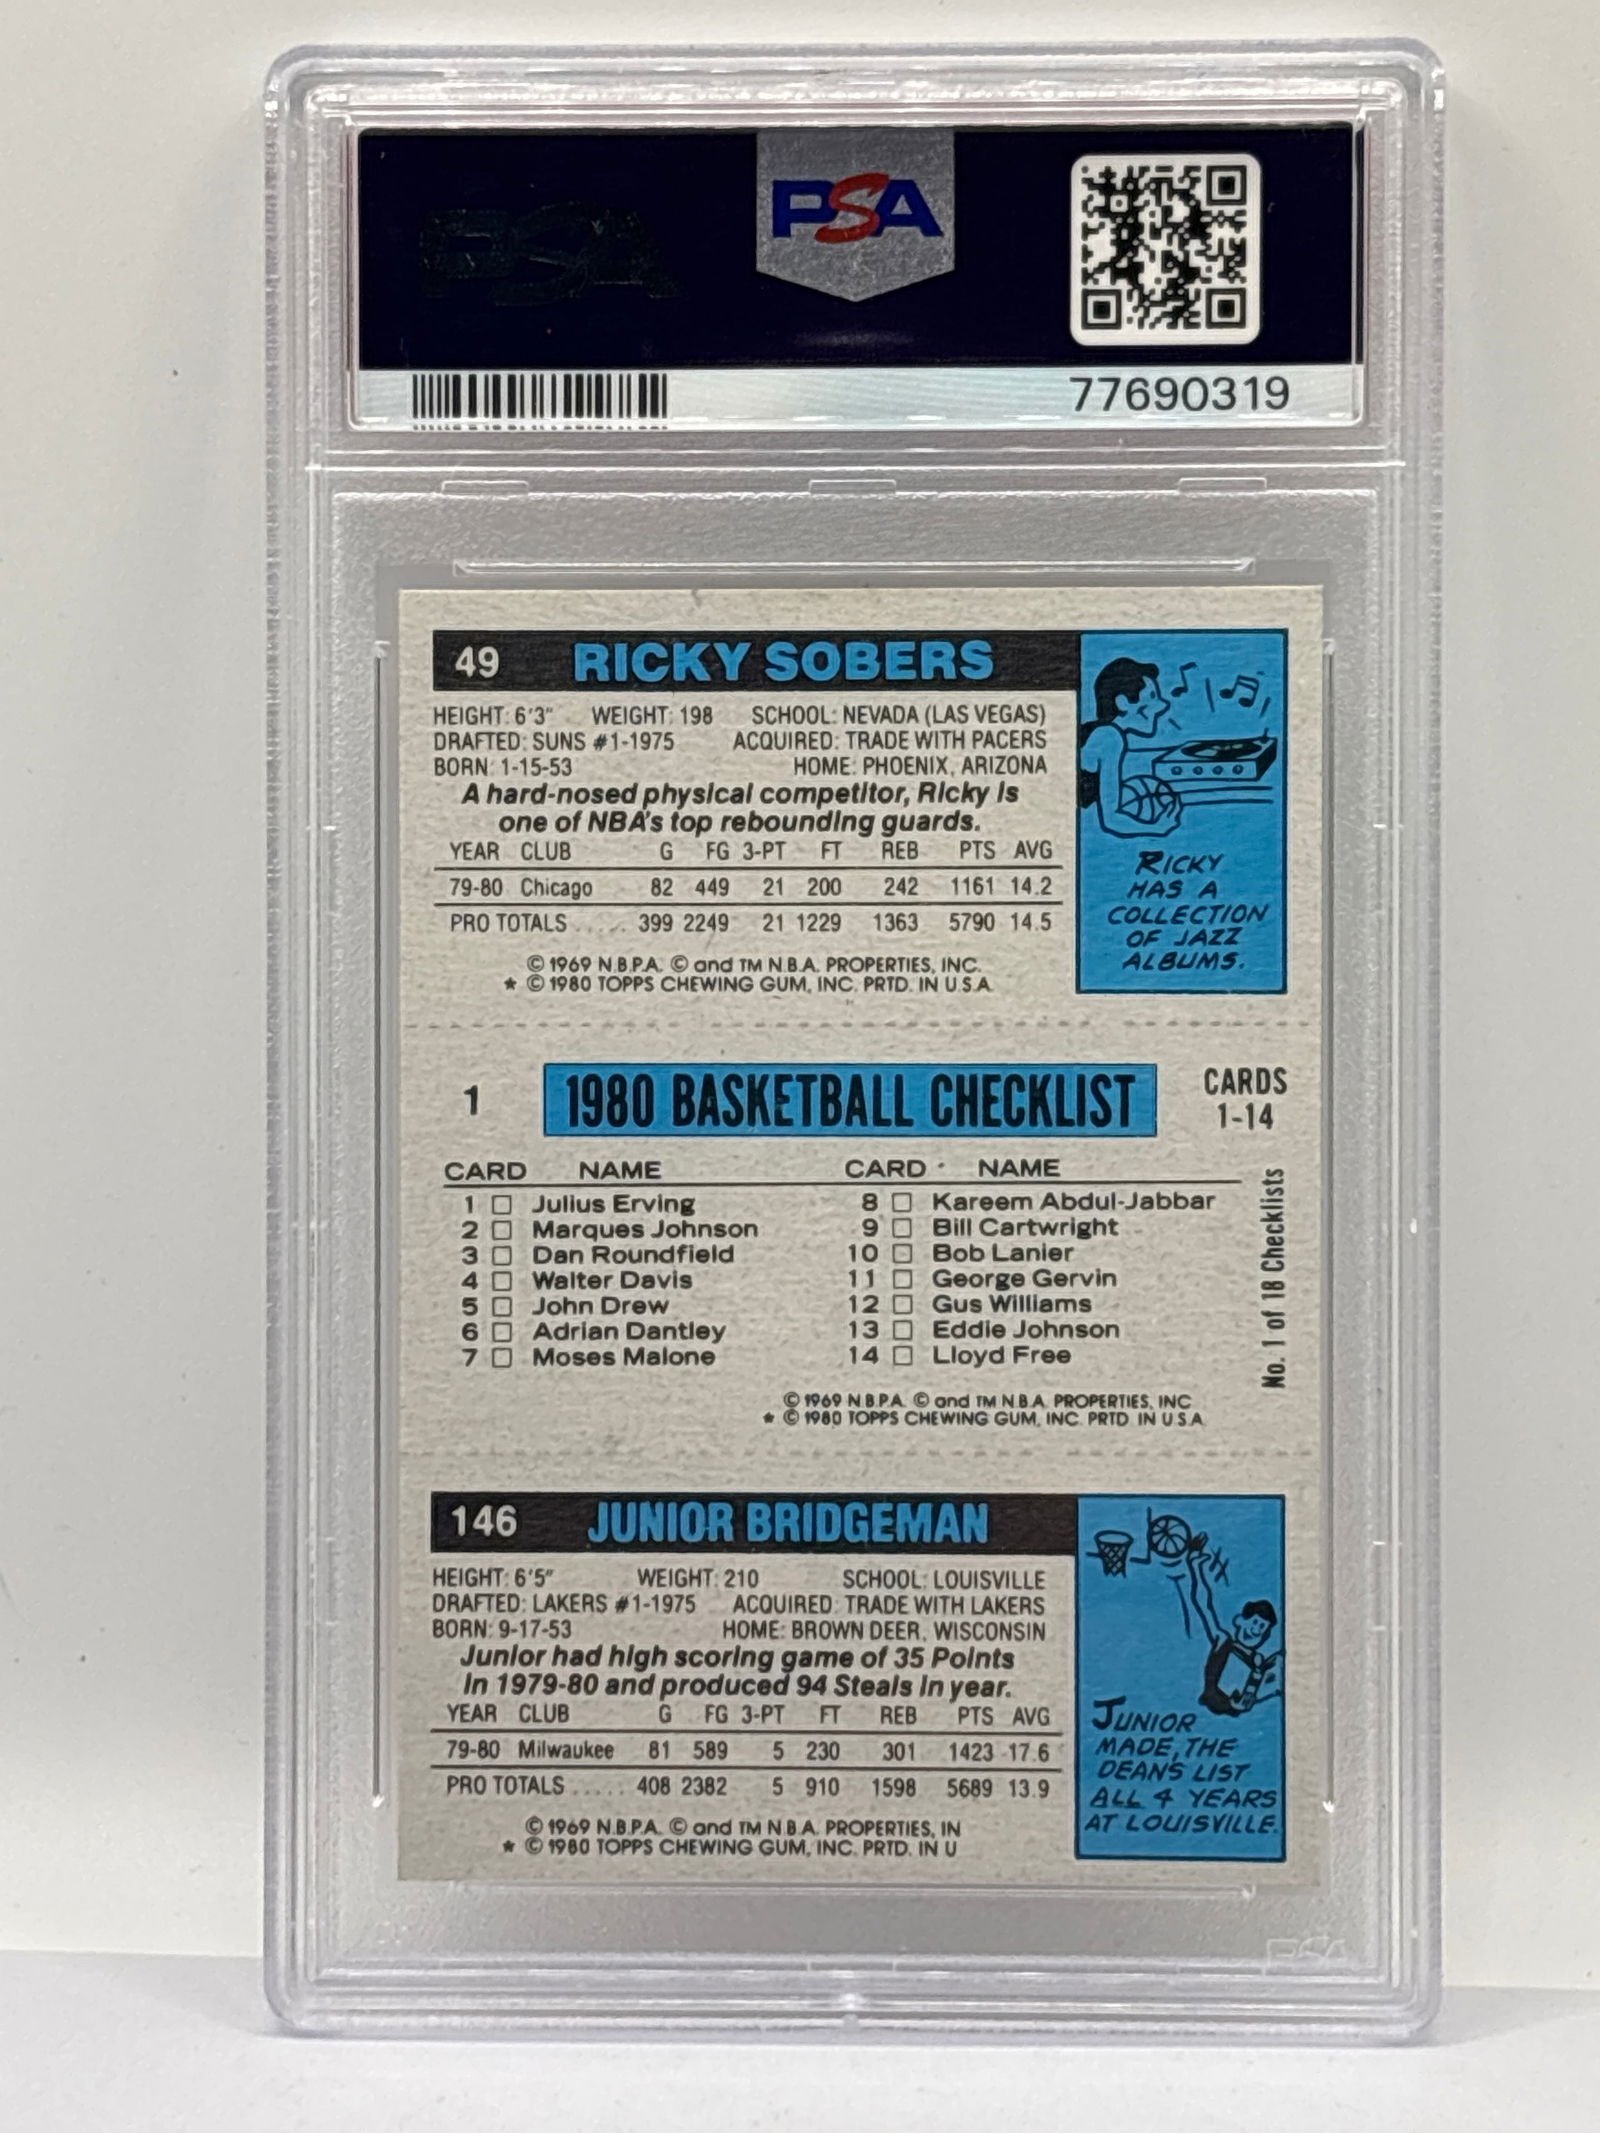 PSA
PSA
77690319
49 RICKY SOBERS
HEIGHT: 6'3" WEIGHT: 198 SCHOOL: NEVADA (LAS VEGAS)
DRAFTED: SUNS #1-1975 ACQUIRED: TRADE WITH PACERS
BORN: 1-15-53 HOME: PHOENIX, ARIZONA
A hard-nosed physical competitor, Ricky is
one of NBA's top rebounding guards.
YEAR CLUB G FG 3-PT FT REB PTS AVG
79-80 Chicago 82 449 21 200 242 1161 14.2
PRO TOTALS ..... 399 2249 21 1229 1363 5790 14.5
© 1969 N.B.P.A. © and TM N.B.A. PROPERTIES, INC.
* © 1980 TOPPS CHEWING GUM, INC. PRTD. IN U.S.A.
RICKY
HAS A
COLLECTION
OF JAZZ
ALBUMS.
1 1980 BASKETBALL CHECKLIST CARDS
1-14
CARD NAME CARD NAME
1 □ Julius Erving 8 □ Kareem Abdul-Jabbar
2 □ Marques Johnson 9 □ Bill Cartwright
3 □ Dan Roundfield 10 □ Bob Lanier
4 □ Walter Davis 11 □ George Gervin
5 □ John Drew 12 □ Gus Williams
6 □ Adrian Dantley 13 □ Eddie Johnson
7 □ Moses Malone 14 □ Lloyd Free
No. 1 of 18 Checklists
© 1969 N.B.P.A. © and TM N.B.A. PROPERTIES, INC
* © 1980 TOPPS CHEWING GUM, INC. PRTD. IN U.S.A.
146 JUNIOR BRIDGEMAN
HEIGHT: 6'5" WEIGHT: 210 SCHOOL: LOUISVILLE
DRAFTED: LAKERS #1-1975 ACQUIRED: TRADE WITH LAKERS
BORN: 9-17-53 HOME: BROWN DEER, WISCONSIN
Junior had high scoring game of 35 Points
in 1979-80 and produced 94 Steals in year.
YEAR CLUB G FG 3-PT FT REB PTS AVG
79-80 Milwaukee 81 589 5 230 301 1423 17.6
PRO TOTALS ..... 408 2382 5 910 1598 5689 13.9
© 1969 N.B.P.A. © and TM N.B.A. PROPERTIES, IN
* © 1980 TOPPS CHEWING GUM, INC. PRTD. IN U
JUNIOR
MADE THE
DEAN'S LIST
ALL 4 YEARS
AT LOUISVILLE.
PSA